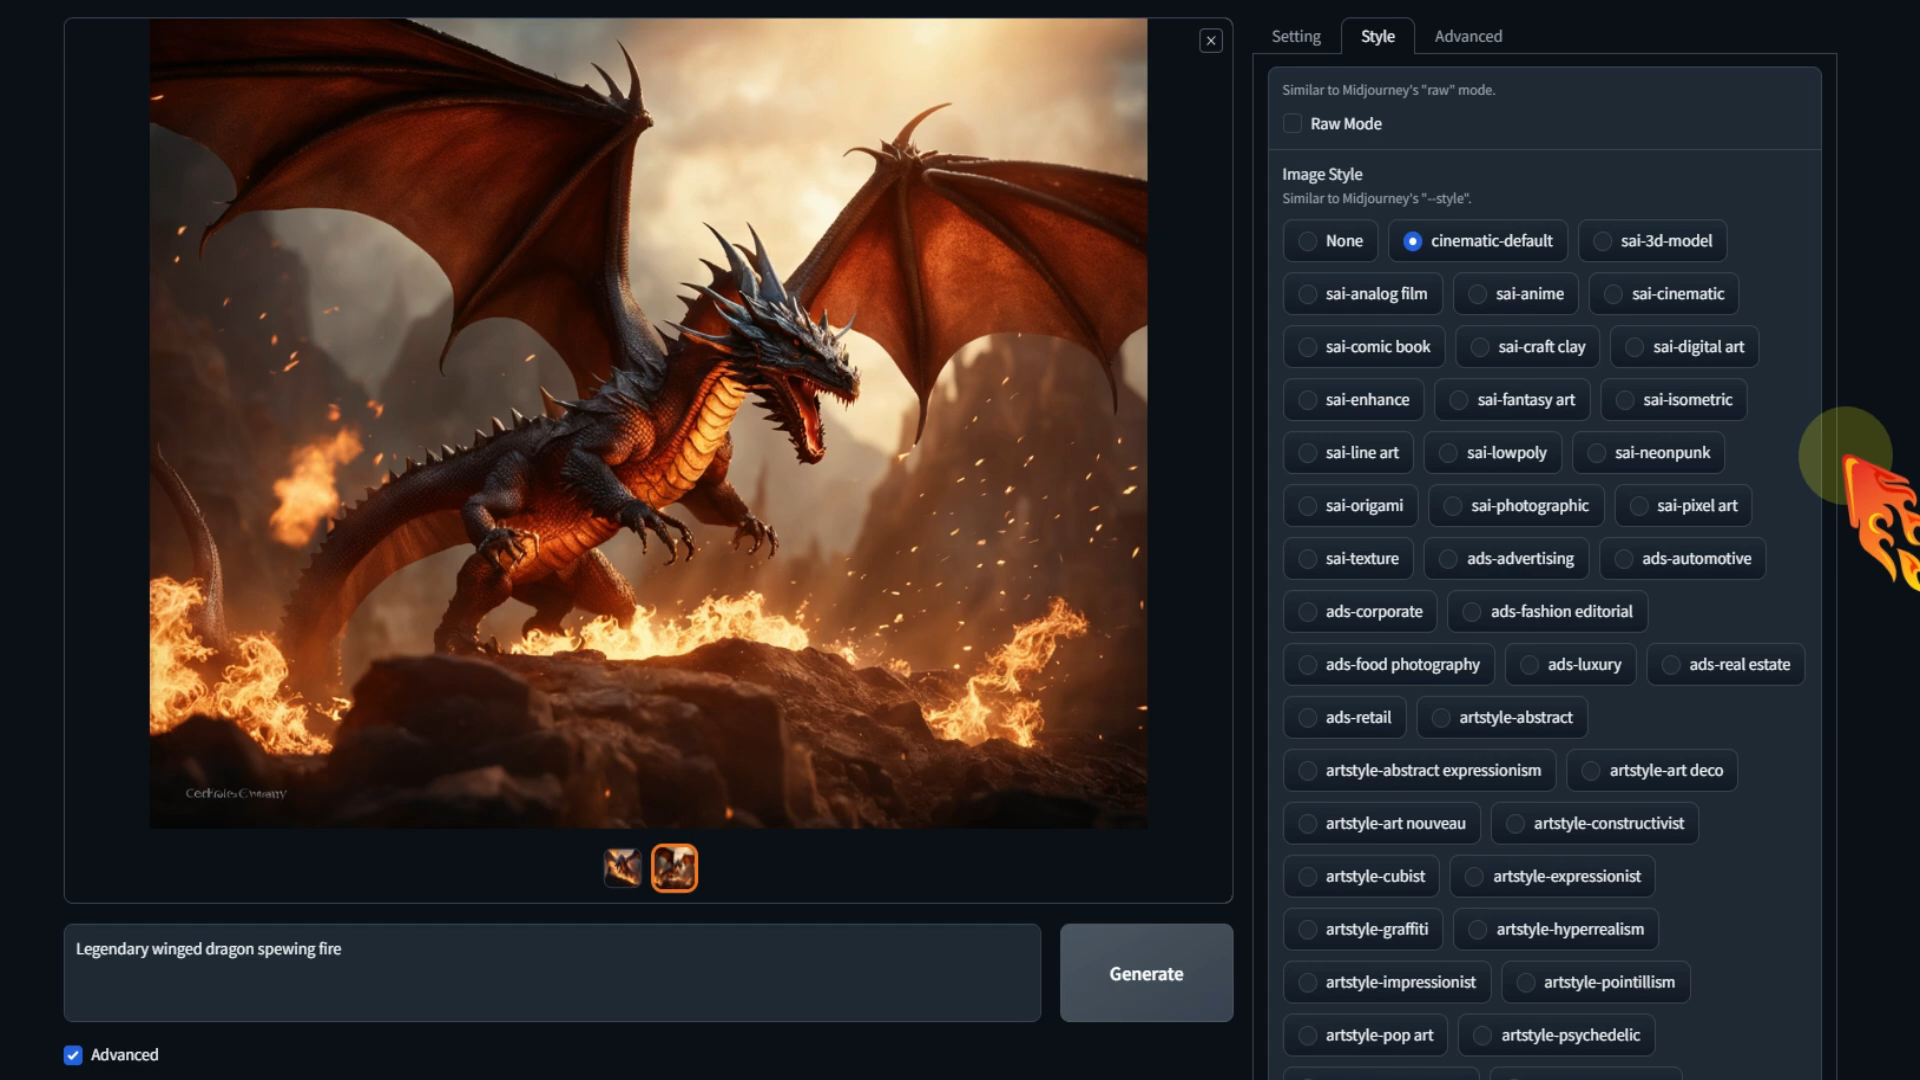 Setting Style Advanced
Similar to Midjourney's "raw" mode.
Raw Mode
Image Style
Similar to Midjourney's "--style".
None cinematic-default sai-3d-model
sai-analog film sai-anime sai-cinematic
sai-comic book sai-craft clay sai-digital art
sai-enhance sai-fantasy art sai-isometric
sai-line art sai-lowpoly sai-neonpunk
sai-origami sai-photographic sai-pixel art
sai-texture ads-advertising ads-automotive
ads-corporate ads-fashion editorial
ads-food photography ads-luxury ads-real estate
ads-retail artstyle-abstract
artstyle-abstract expressionism artstyle-art deco
artstyle-art nouveau artstyle-constructivist
artstyle-cubist artstyle-expressionist
artstyle-graffiti artstyle-hyperrealism
artstyle-impressionist artstyle-pointillism
artstyle-pop art artstyle-psychedelic
Legendary winged dragon spewing fire
Generate
Advanced